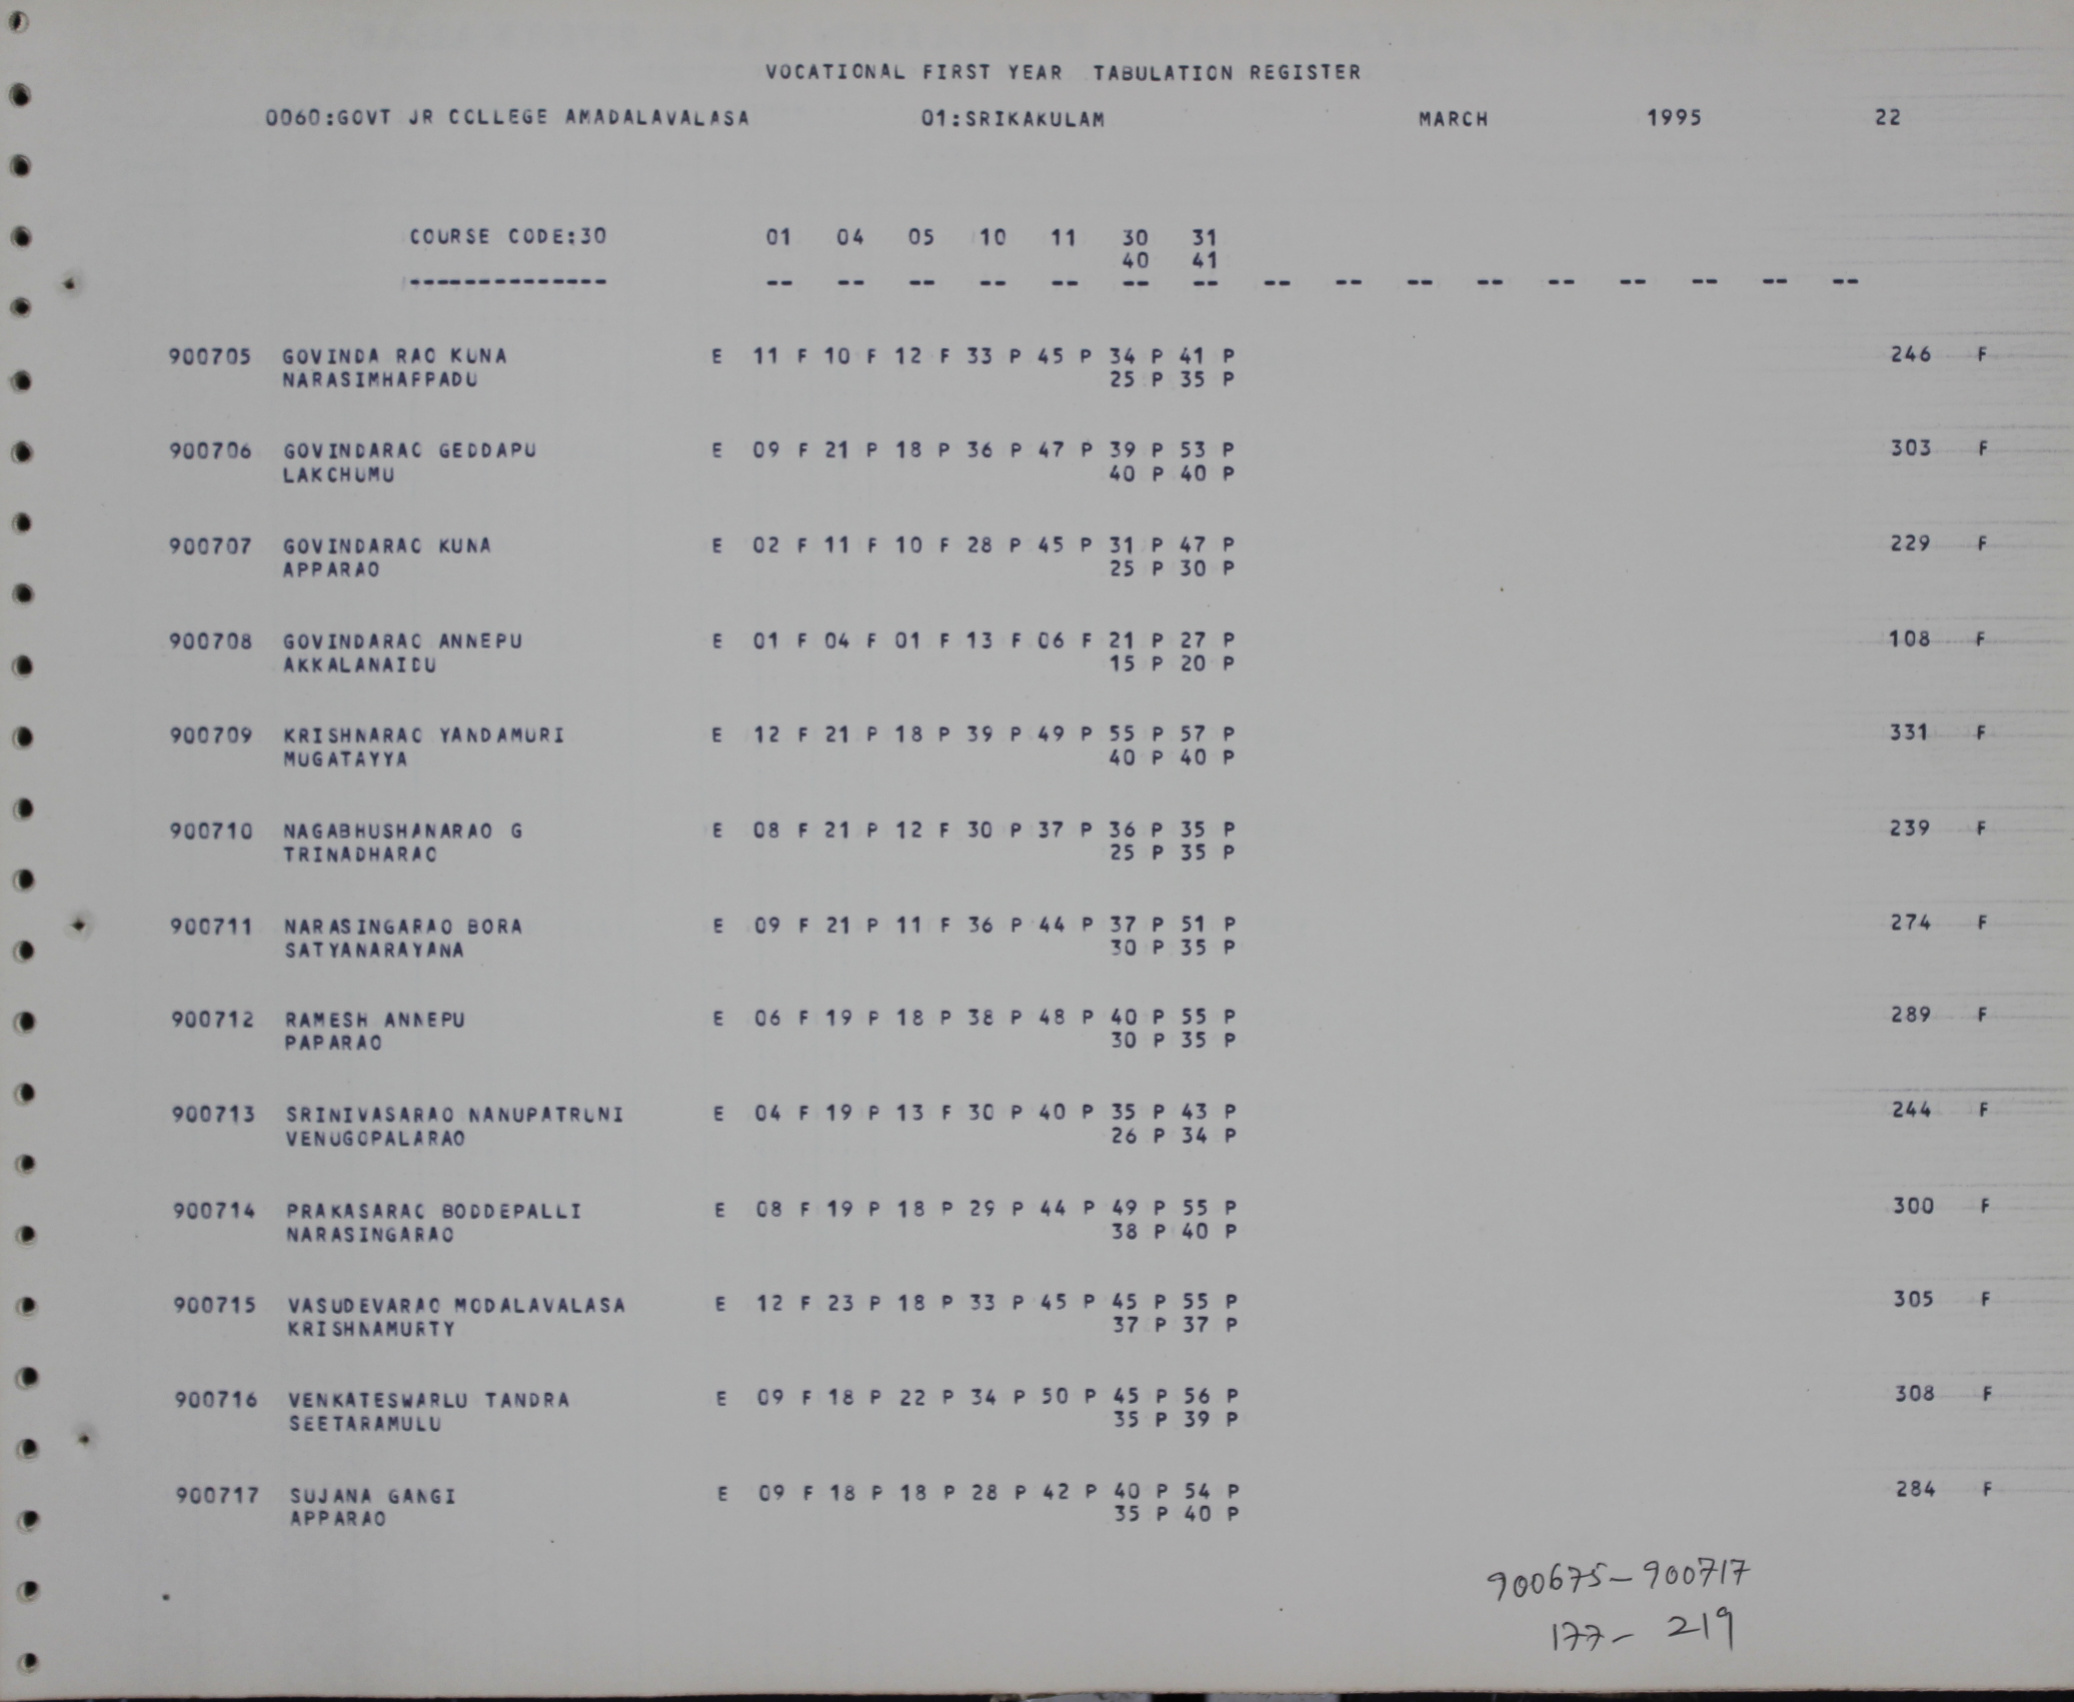 VOCATIONAL FIRST YEAR TABULATION REGISTER
0060:GOVT JR COLLEGE AMADALAVALASA 01:SRIKAKULAM MARCH 1995 22
COURSE CODE:30 01 04 05 10 11 30 31
40 41
-------------- -- -- -- -- -- -- -- -- -- -- -- -- -- -- -- --
900705 GOVINDA RAO KUNA E 11 F 10 F 12 F 33 P 45 P 34 P 41 P 246 F
NARASIMHAPPADU 25 P 35 P
900706 GOVINDARAO GEDDAPU E 09 F 21 P 18 P 36 P 47 P 39 P 53 P 303 F
LAKCHUMU 40 P 40 P
900707 GOVINDARAO KUNA E 02 F 11 F 10 F 28 P 45 P 31 P 47 P 229 F
APPARAO 25 P 30 P
900708 GOVINDARAO ANNEPU E 01 F 04 F 01 F 13 F 06 F 21 P 27 P 108 F
AKKALANAIDU 15 P 20 P
900709 KRISHNARAO YANDAMURI E 12 F 21 P 18 P 39 P 49 P 55 P 57 P 331 F
MUGATAYYA 40 P 40 P
900710 NAGABHUSHANARAO G E 08 F 21 P 12 F 30 P 37 P 36 P 35 P 239 F
TRINADHARAO 25 P 35 P
900711 NARASINGARAO BORA E 09 F 21 P 11 F 36 P 44 P 37 P 51 P 274 F
SATYANARAYANA 30 P 35 P
900712 RAMESH ANNEPU E 06 F 19 P 18 P 38 P 48 P 40 P 55 P 289 F
PAPARAO 30 P 35 P
900713 SRINIVASARAO NANUPATRUNI E 04 F 19 P 13 F 30 P 40 P 35 P 43 P 244 F
VENUGOPALARAO 26 P 34 P
900714 PRAKASARAO BODDEPALLI E 08 F 19 P 18 P 29 P 44 P 49 P 55 P 300 F
NARASINGARAO 38 P 40 P
900715 VASUDEVARAO MODALAVALASA E 12 F 23 P 18 P 33 P 45 P 45 P 55 P 305 F
KRISHNAMURTY 37 P 37 P
900716 VENKATESWARLU TANDRA E 09 F 18 P 22 P 34 P 50 P 45 P 56 P 308 F
SEETARAMULU 35 P 39 P
900717 SUJANA GANGI E 09 F 18 P 18 P 28 P 42 P 40 P 54 P 284 F
APPARAO 35 P 40 P
900675-900717
177- 219